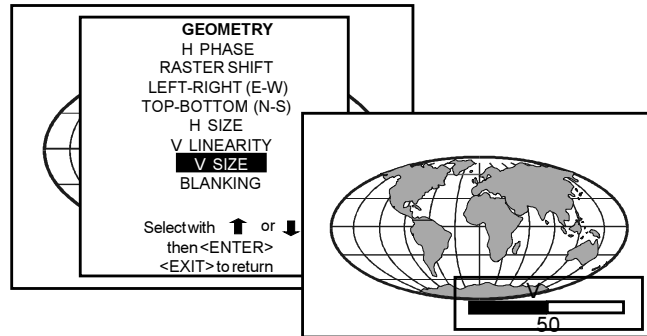 GEOMETRY
H PHASE
RASTER SHIFT
LEFT-RIGHT (E-W)
TOP-BOTTOM (N-S)
H SIZE
V LINEARITY
V SIZE
BLANKING
Select with or
then <ENTER>
<EXIT> to return
V
50